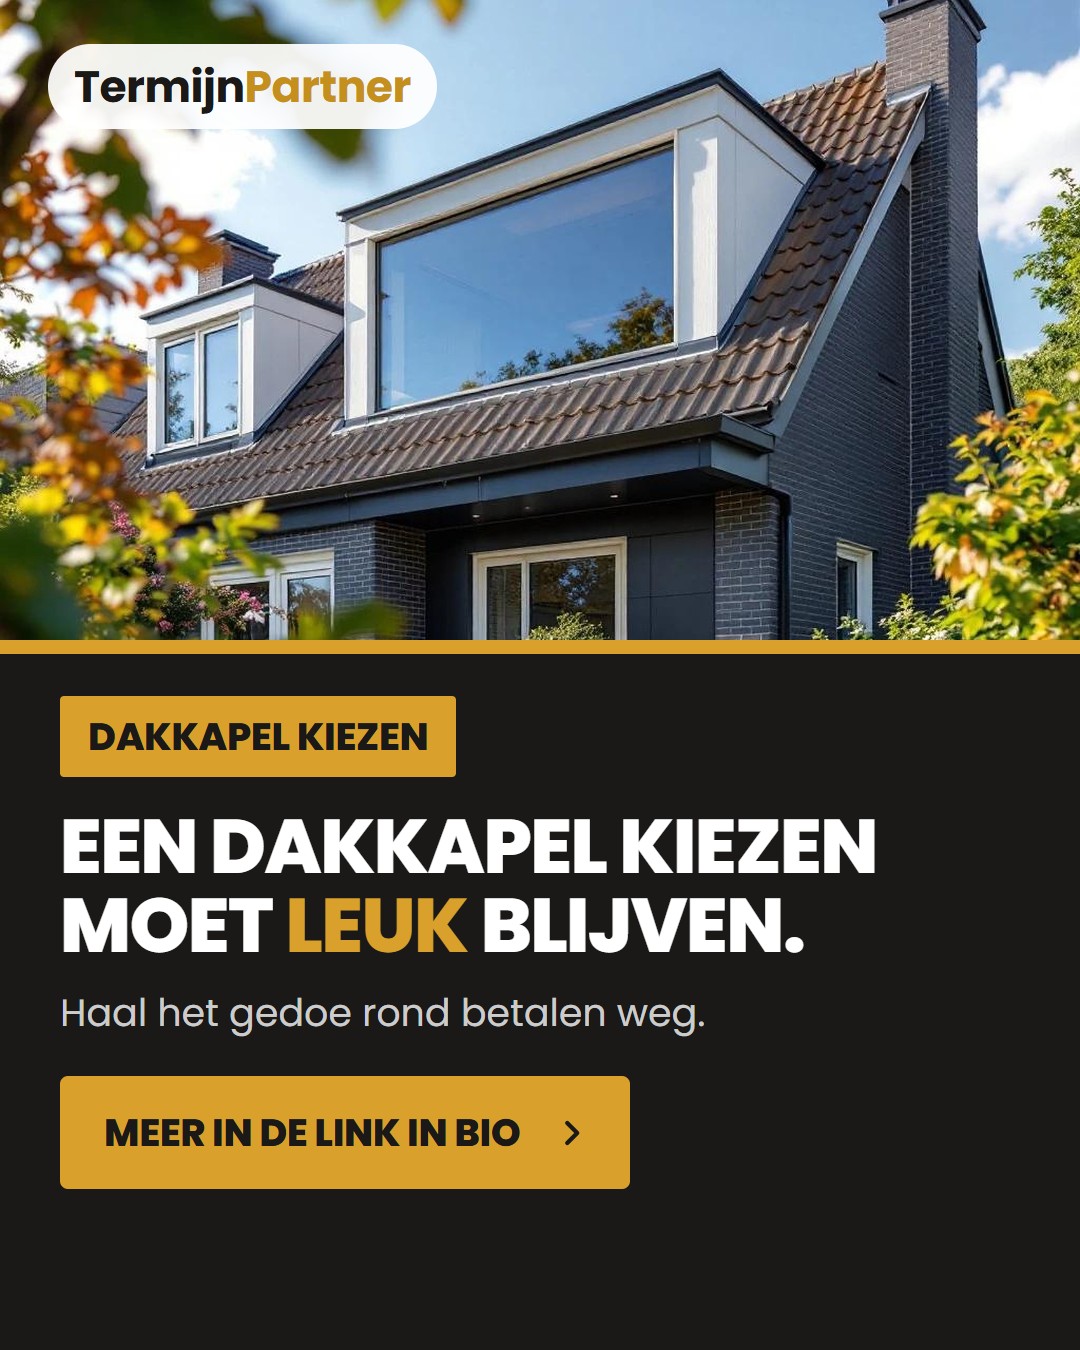 TermijnPartner
DAKKAPEL KIEZEN
EEN DAKKAPEL KIEZEN
MOET LEUK BLIJVEN.
Haal het gedoe rond betalen weg.
MEER IN DE LINK IN BIO